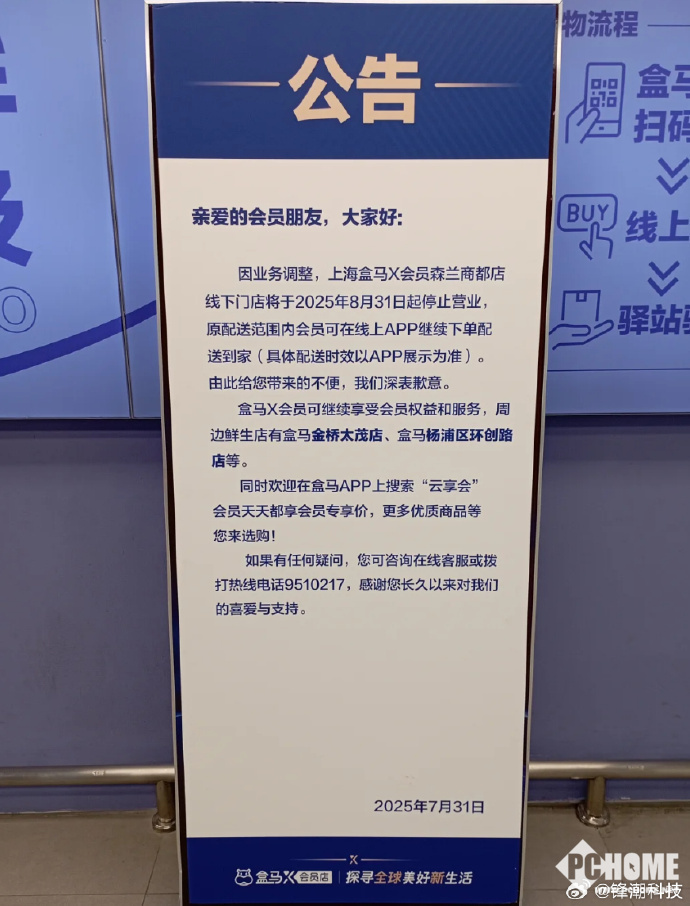 公告
亲爱的会员朋友，大家好：
因业务调整，上海盒马X会员森兰商都店
线下门店将于2025年8月31日起停止营业，
原配送范围内会员可在线上APP继续下单配
送到家（具体配送时效以APP展示为准）。
由此给您带来的不便，我们深表歉意。
盒马X会员可继续享受会员权益和服务，周
边鲜生店有盒马金桥太茂店、盒马杨浦区环创路
店等。
同时欢迎在盒马APP上搜索“云享会”
会员天天都享会员专享价，更多优质商品等
您来选购！
如果有任何疑问，您可咨询在线客服或拨
打热线电话9510217，感谢您长久以来对我们
的喜爱与支持。
2025年7月31日
盒马X会员店 探寻全球美好新生活
物流程
盒马
扫码
BUY
线上
驿站
PCHOME
@锋潮科技